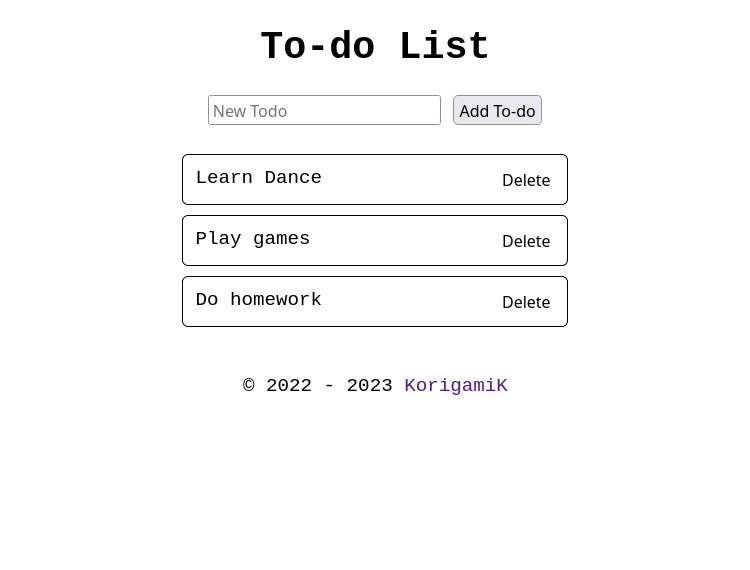 To-do List
New Todo Add To-do
Learn Dance Delete
Play games Delete
Do homework Delete
© 2022 - 2023 KorigamiK